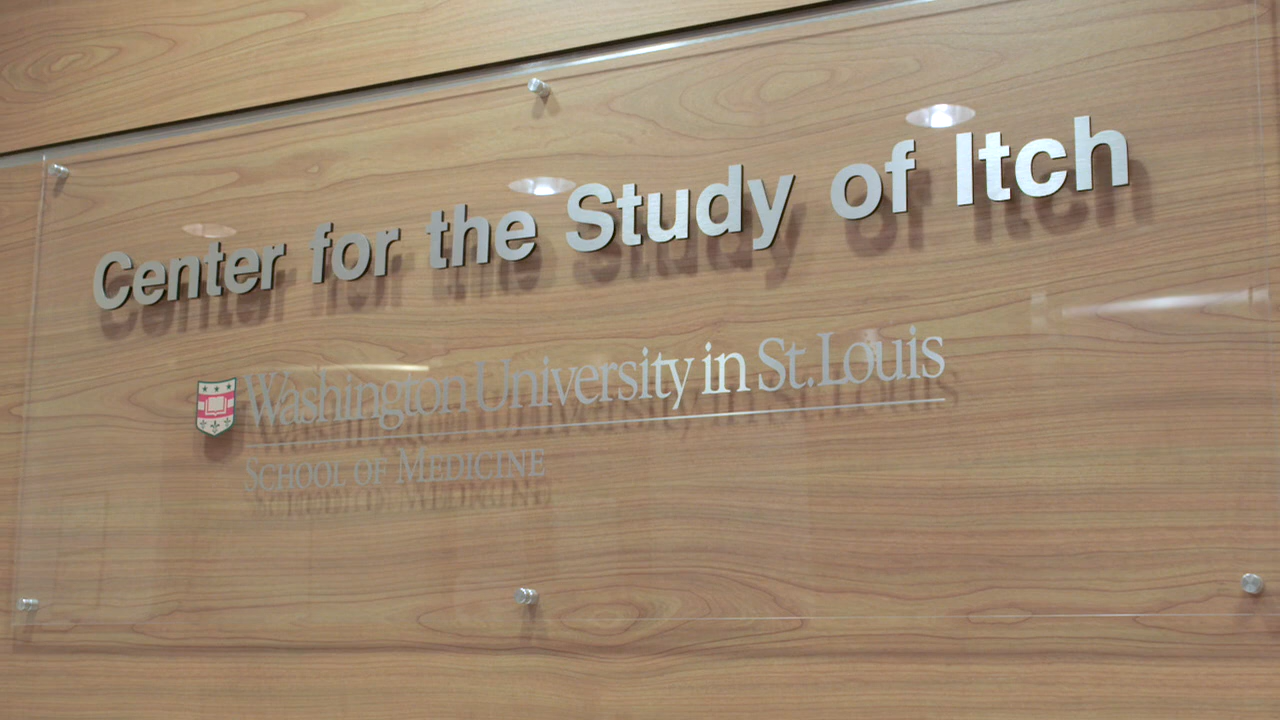 Center for the Study of Itch
Washington University in St. Louis
SCHOOL OF MEDICINE